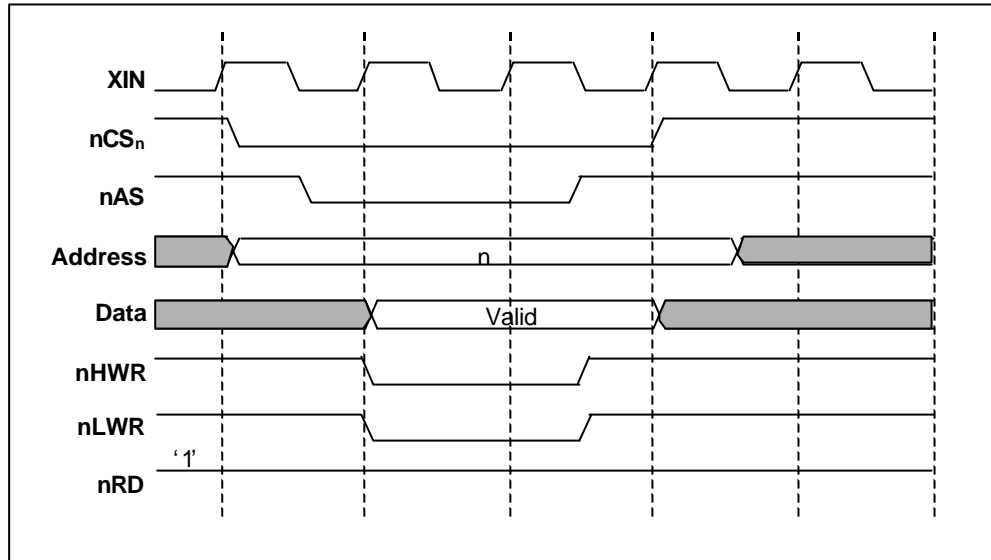 XIN
nCSn
nAS
Address
n
Data
Valid
nHWR
nLWR
‘1’
nRD